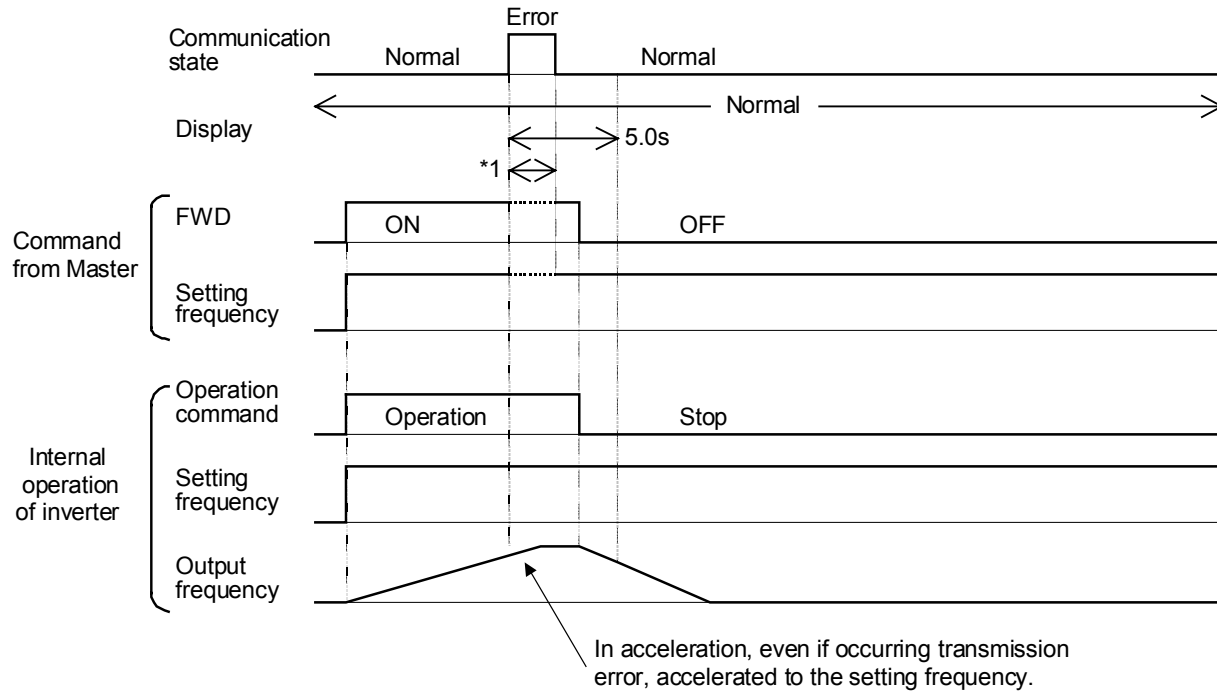 Error
Communication
state
Normal
Normal
Normal
Display
5.0s
*1
Command
from Master
FWD
ON
OFF
Setting
frequency
Internal
operation
of inverter
Operation
command
Operation
Stop
Setting
frequency
Output
frequency
In acceleration, even if occurring transmission
error, accelerated to the setting frequency.